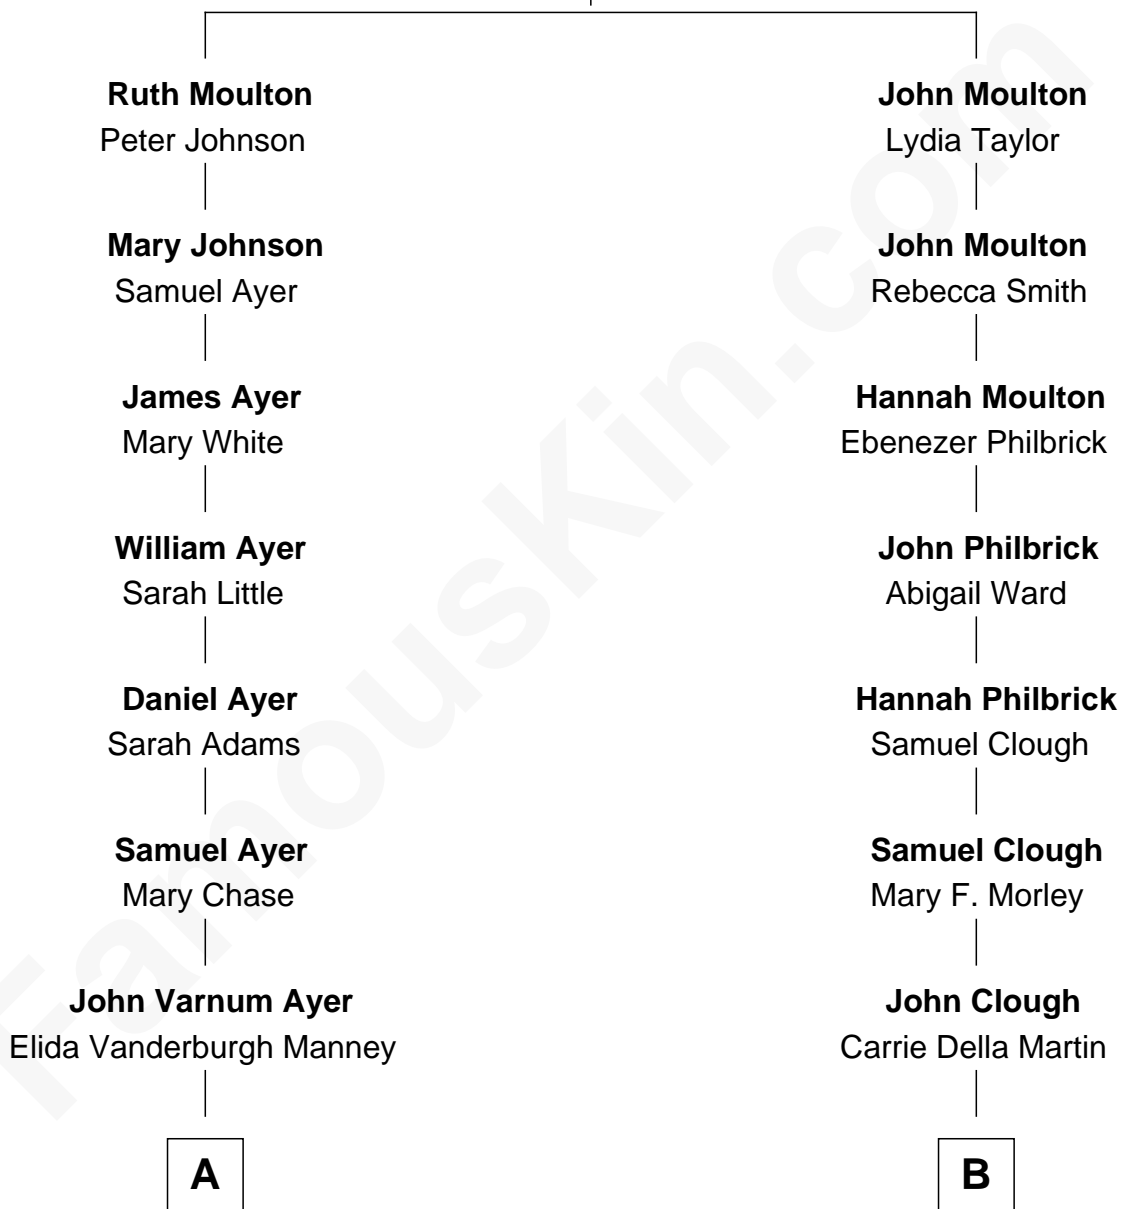 Ruth Moulton
Peter Johnson
Mary Johnson
Samuel Ayer
James Ayer
Mary White
William Ayer
Sarah Little
Daniel Ayer
Sarah Adams
Samuel Ayer
Mary Chase
John Varnum Ayer
Elida Vanderburgh Manney
A
John Moulton
Lydia Taylor
John Moulton
Rebecca Smith
Hannah Moulton
Ebenezer Philbrick
John Philbrick
Abigail Ward
Hannah Philbrick
Samuel Clough
Samuel Clough
Mary F. Morley
John Clough
Carrie Della Martin
B
FamousKin.com